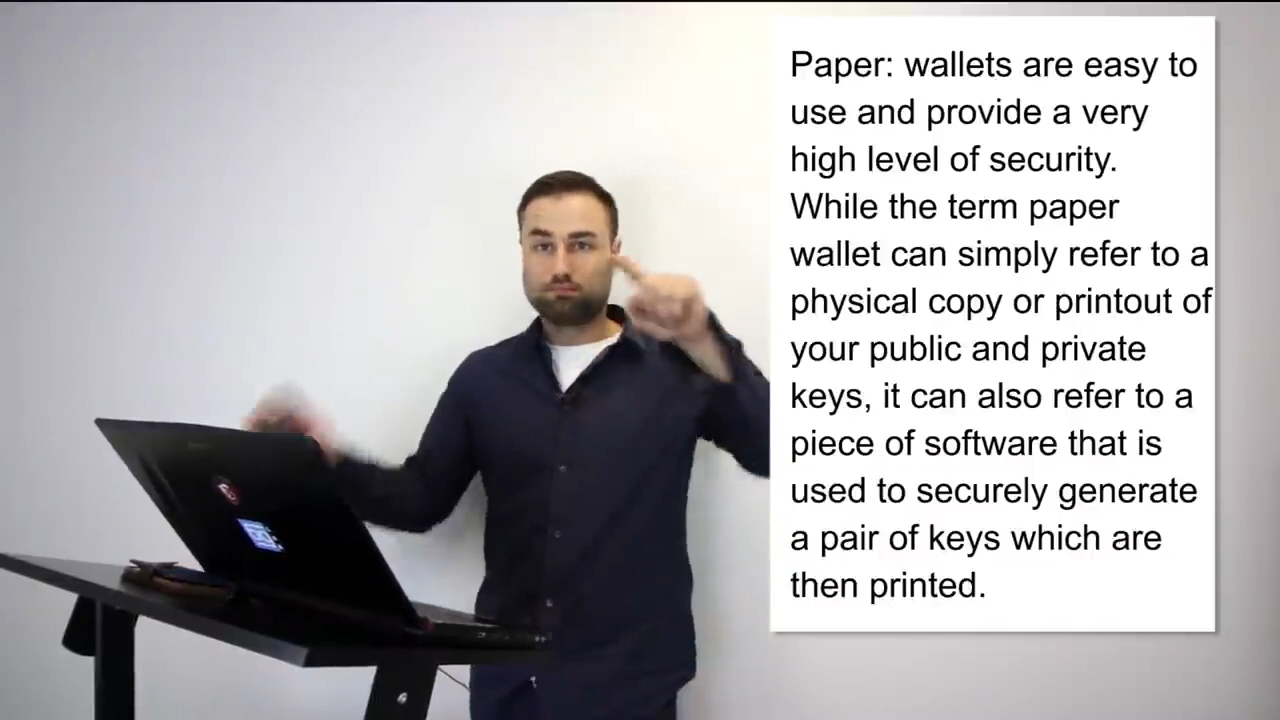 Paper: wallets are easy to
use and provide a very
high level of security.
While the term paper
wallet can simply refer to a
physical copy or printout of
your public and private
keys, it can also refer to a
piece of software that is
used to securely generate
a pair of keys which are
then printed.